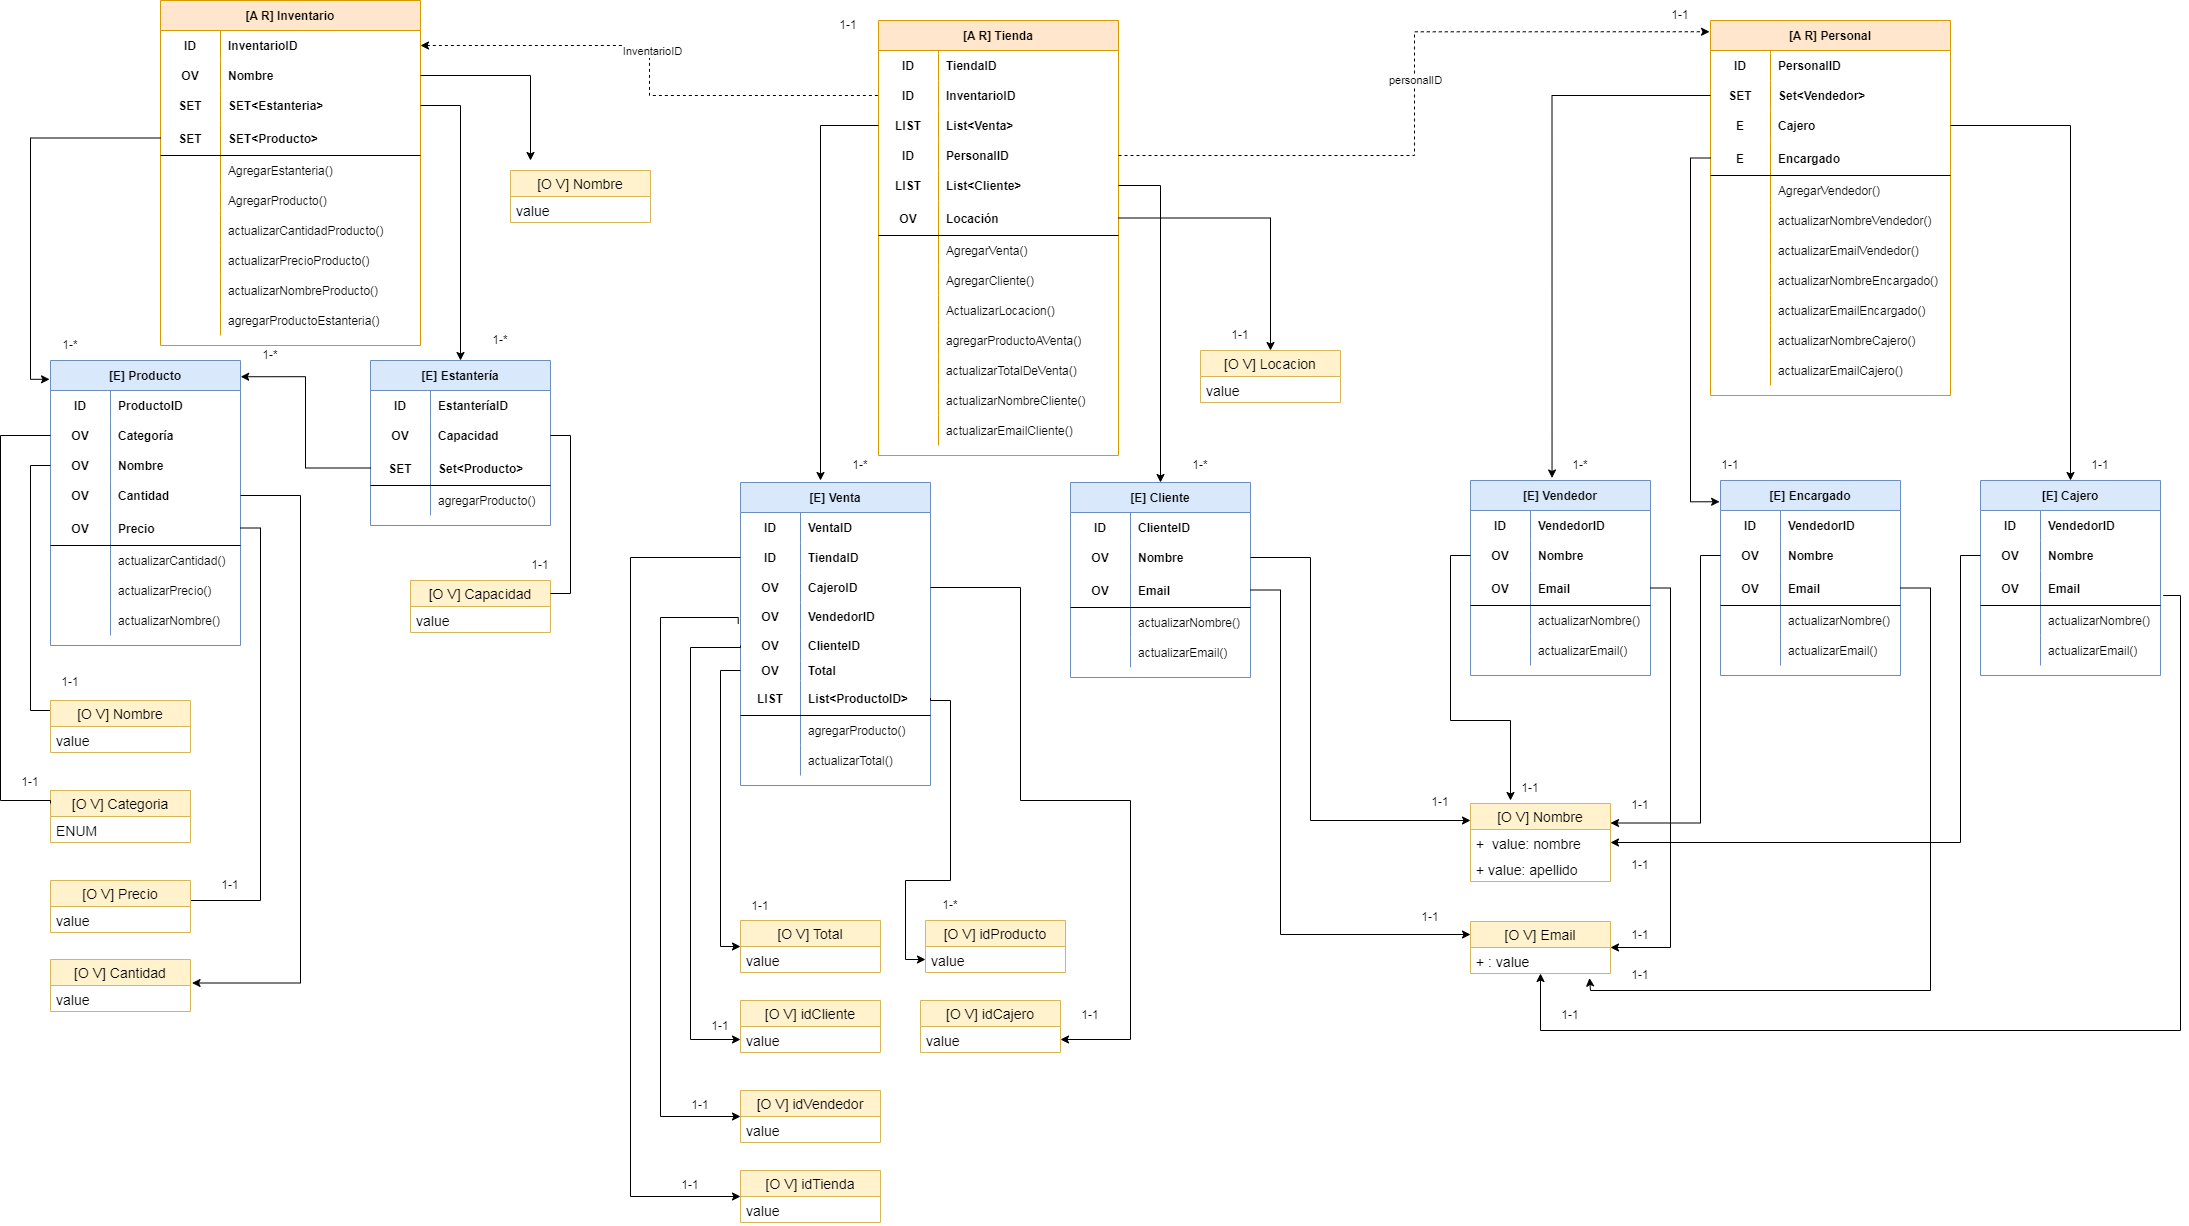 [A R] Inventario
ID InventarioID
OV Nombre
SET SET<Estanteria>
SET SET<Producto>
AgregarEstanteria()
AgregarProducto()
actualizarCantidadProducto()
actualizarPrecioProducto()
actualizarNombreProducto()
agregarProductoEstanteria()
InventarioID
[O V] Nombre
value
1-1
[A R] Tienda
ID TiendaID
ID InventarioID
LIST List<Venta>
ID PersonalID
LIST List<Cliente>
OV Locación
AgregarVenta()
AgregarCliente()
ActualizarLocacion()
agregarProductoAVenta()
actualizarTotalDeVenta()
actualizarNombreCliente()
actualizarEmailCliente()
personalID
1-1
[A R] Personal
ID PersonalID
SET Set<Vendedor>
E Cajero
E Encargado
AgregarVendedor()
actualizarNombreVendedor()
actualizarEmailVendedor()
actualizarNombreEncargado()
actualizarEmailEncargado()
actualizarNombreCajero()
actualizarEmailCajero()
1-1
[O V] Locacion
value
1-*
[E] Producto
ID ProductoID
OV Categoría
OV Nombre
OV Cantidad
OV Precio
actualizarCantidad()
actualizarPrecio()
actualizarNombre()
1-*
1-*
[E] Estantería
ID EstanteríaID
OV Capacidad
SET Set<Producto>
agregarProducto()
1-1
[O V] Capacidad
value
1-1
[O V] Nombre
value
1-1
[O V] Categoria
ENUM
1-1
[O V] Precio
value
[O V] Cantidad
value
1-*
[E] Venta
ID VentaID
ID TiendaID
OV CajeroID
OV VendedorID
OV ClienteID
OV Total
LIST List<ProductoID>
agregarProducto()
actualizarTotal()
1-*
[E] Cliente
ID ClienteID
OV Nombre
OV Email
actualizarNombre()
actualizarEmail()
1-*
[E] Vendedor
ID VendedorID
OV Nombre
OV Email
actualizarNombre()
actualizarEmail()
1-1
[E] Encargado
ID VendedorID
OV Nombre
OV Email
actualizarNombre()
actualizarEmail()
1-1
[E] Cajero
ID VendedorID
OV Nombre
OV Email
actualizarNombre()
actualizarEmail()
1-1
1-1
1-1
[O V] Nombre
+ value: nombre
+ value: apellido
1-1
1-1
1-1
[O V] Email
+ : value
1-1
1-1
1-1
[O V] Total
value
1-*
[O V] idProducto
value
1-1
[O V] idCliente
value
[O V] idCajero
value
1-1
1-1
[O V] idVendedor
value
1-1
[O V] idTienda
value